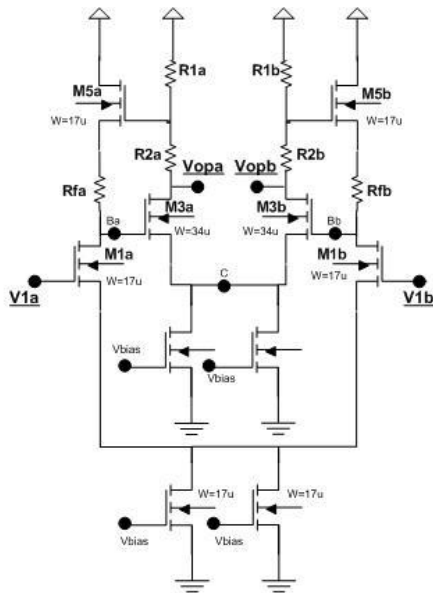 R1a
R1b
M5a
M5b
W=17u
W=17u
R2a
R2b
Vopa
Vopb
Rfa
Rfb
Ba
M3a
M3b
Bb
W=34u
W=34u
M1a
M1b
W=17u
W=17u
C
V1a
V1b
Vbias
Vbias
W=17u
W=17u
Vbias
Vbias